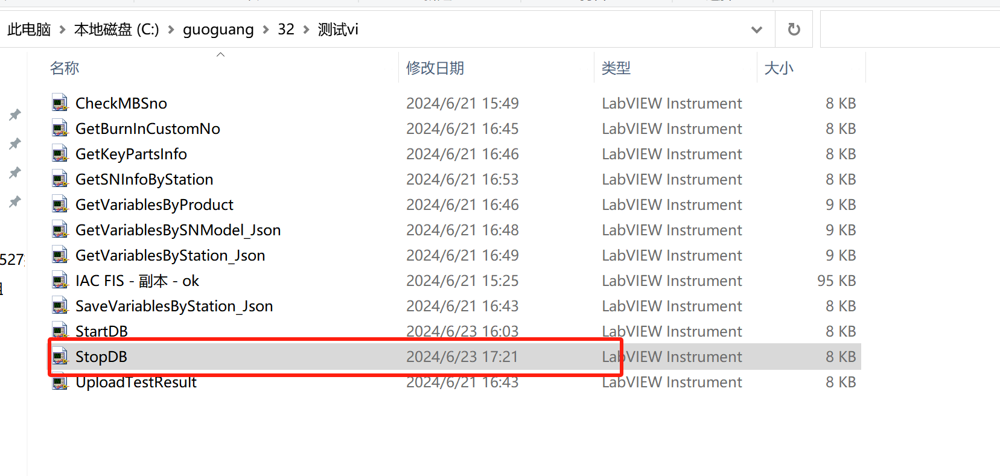 此电脑 > 本地磁盘 (C:) > guoguang > 32 > 测试vi
名称 修改日期 类型 大小
CheckMBSno 2024/6/21 15:49 LabVIEW Instrument 8 KB
GetBurnInCustomNo 2024/6/21 16:45 LabVIEW Instrument 8 KB
GetKeyPartsInfo 2024/6/21 16:46 LabVIEW Instrument 8 KB
GetSNInfoByStation 2024/6/21 16:53 LabVIEW Instrument 8 KB
GetVariablesByProduct 2024/6/21 16:46 LabVIEW Instrument 9 KB
GetVariablesBySNModel_Json 2024/6/21 16:48 LabVIEW Instrument 9 KB
GetVariablesByStation_Json 2024/6/21 16:49 LabVIEW Instrument 9 KB
527
IAC FIS - 副本 - ok 2024/6/21 15:25 LabVIEW Instrument 95 KB
SaveVariablesByStation_Json 2024/6/21 16:43 LabVIEW Instrument 8 KB
StartDB 2024/6/23 16:03 LabVIEW Instrument 8 KB
StopDB 2024/6/23 17:21 LabVIEW Instrument 8 KB
UploadTestResult 2024/6/21 16:43 LabVIEW Instrument 8 KB